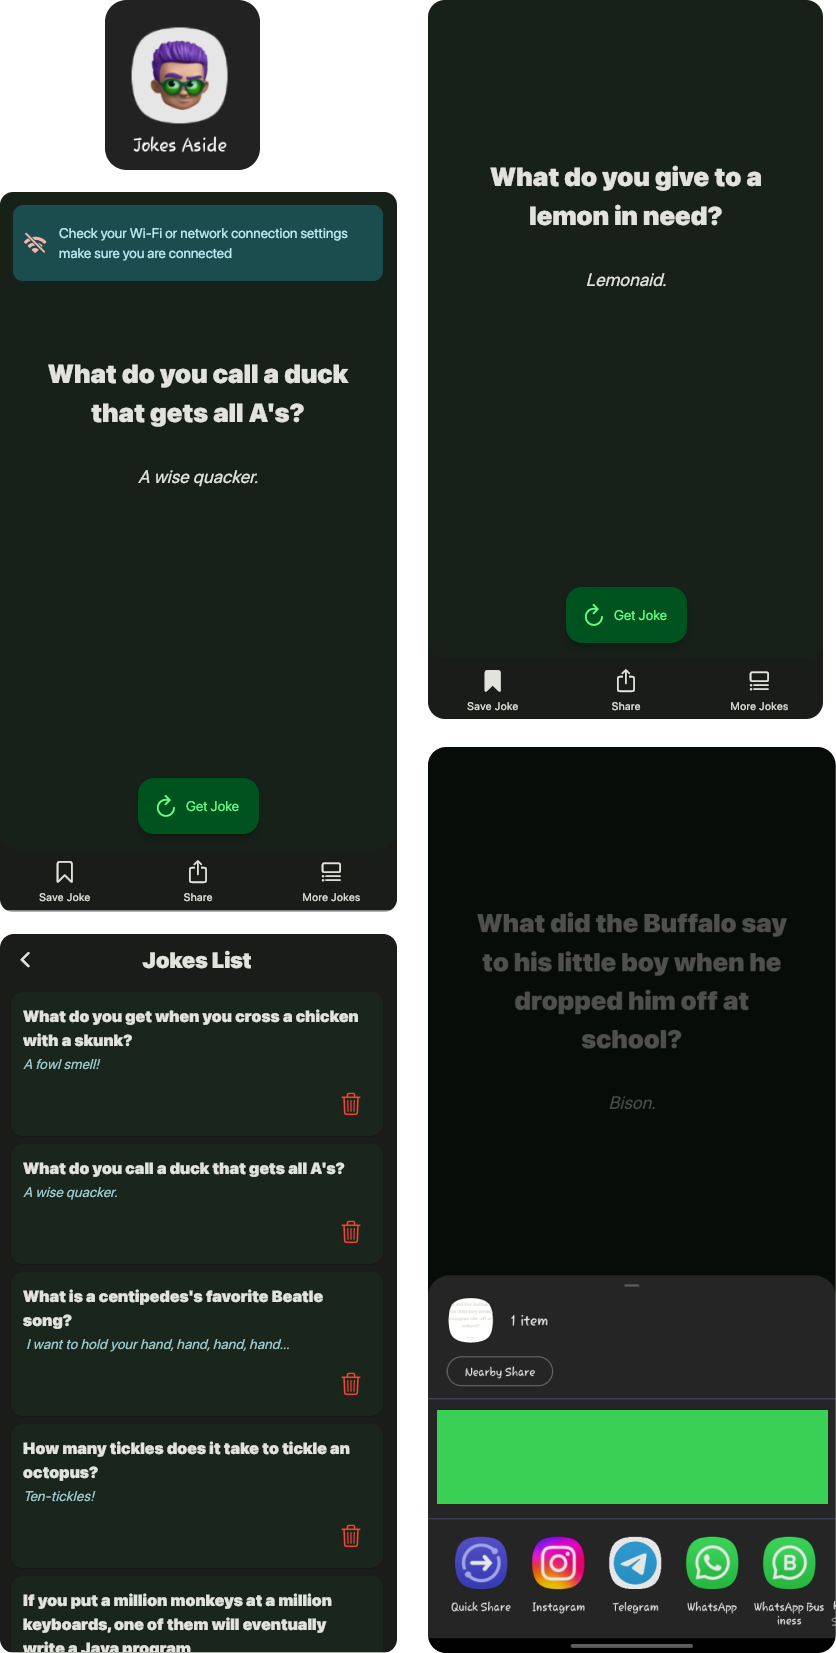 Jokes Aside
Check your Wi-Fi or network connection settings
make sure you are connected
What do you call a duck
that gets all A's?
A wise quacker.
Get Joke
Save Joke
Share
More Jokes
Jokes List
What do you get when you cross a chicken
with a skunk?
A fowl smell!
What do you call a duck that gets all A's?
A wise quacker.
What is a centipedes's favorite Beatle
song?
I want to hold your hand, hand, hand, hand...
How many tickles does it take to tickle an
octopus?
Ten-tickles!
If you put a million monkeys at a million
keyboards, one of them will eventually
write a Java program
What do you give to a
lemon in need?
Lemonaid.
Get Joke
Save Joke
Share
More Jokes
What did the Buffalo say
to his little boy when he
dropped him off at
school?
Bison.
1 item
Nearby Share
Quick Share
Instagram
Telegram
WhatsApp
WhatsApp Bus
iness